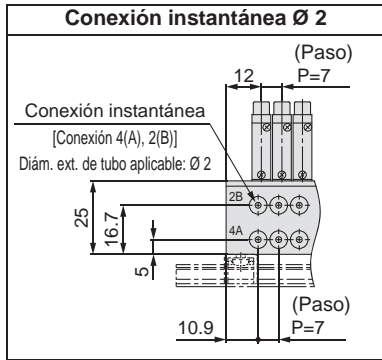 Conexión instantánea Ø 2
(Paso)
12
P=7
Conexión instantánea
[Conexión 4(A), 2(B)]
Diám. ext. de tubo aplicable: Ø 2
2B
4A
25
16.7
5
(Paso)
10.9
P=7